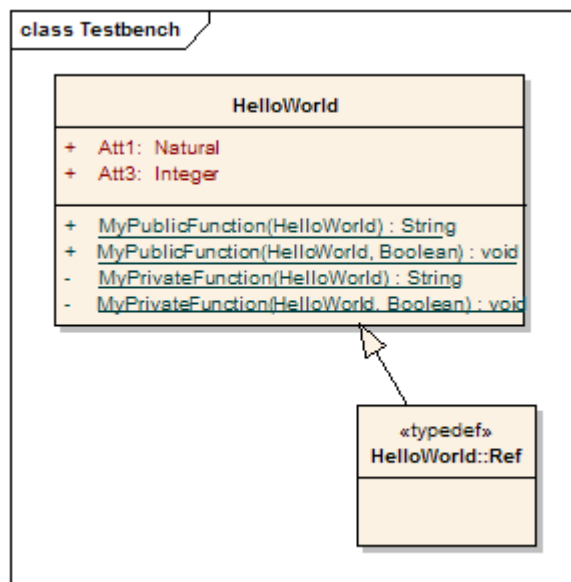 class Testbench
HelloWorld
+ Att1: Natural
+ Att3: Integer
+ MyPublicFunction(HelloWorld) : String
+ MyPublicFunction(HelloWorld, Boolean) : void
- MyPrivateFunction(HelloWorld) : String
- MyPrivateFunction(HelloWorld, Boolean) : void
«typedef»
HelloWorld::Ref